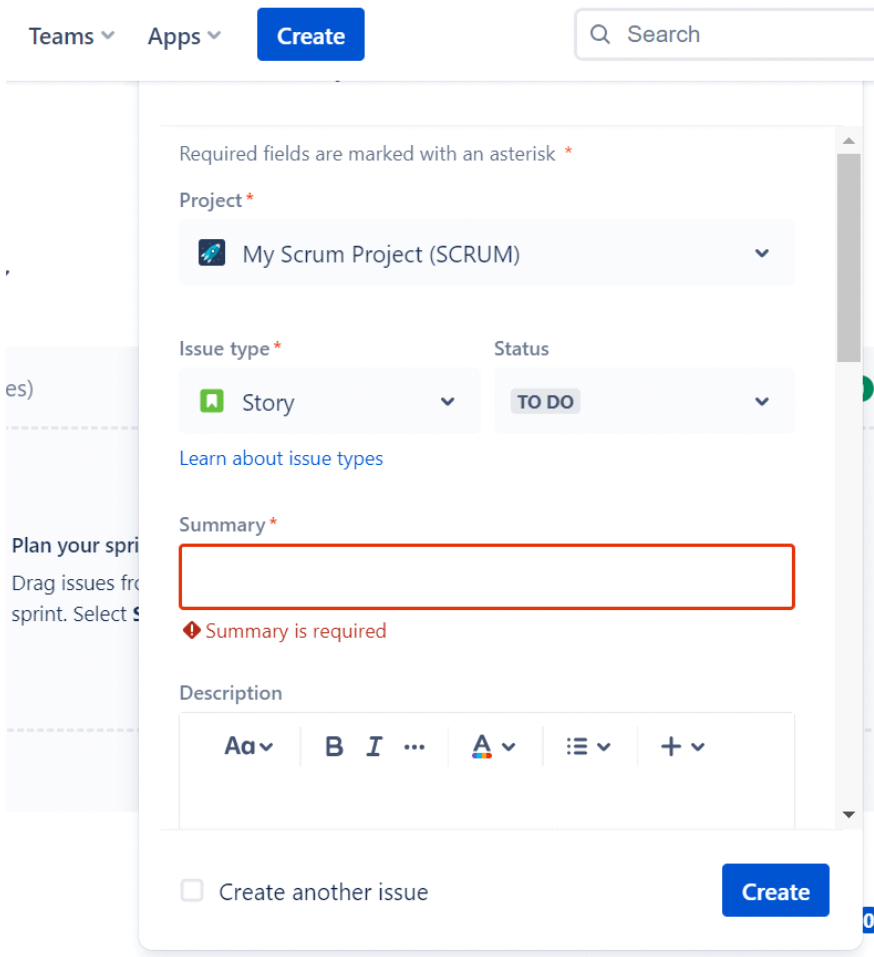 Teams Apps Create Search
Required fields are marked with an asterisk *
Project *
My Scrum Project (SCRUM)
Issue type * Status
es)
Story TO DO
Learn about issue types
Summary *
Plan your spri
Drag issues fro
sprint. Select S
Summary is required
Description
Aa B I ... A
Create another issue Create